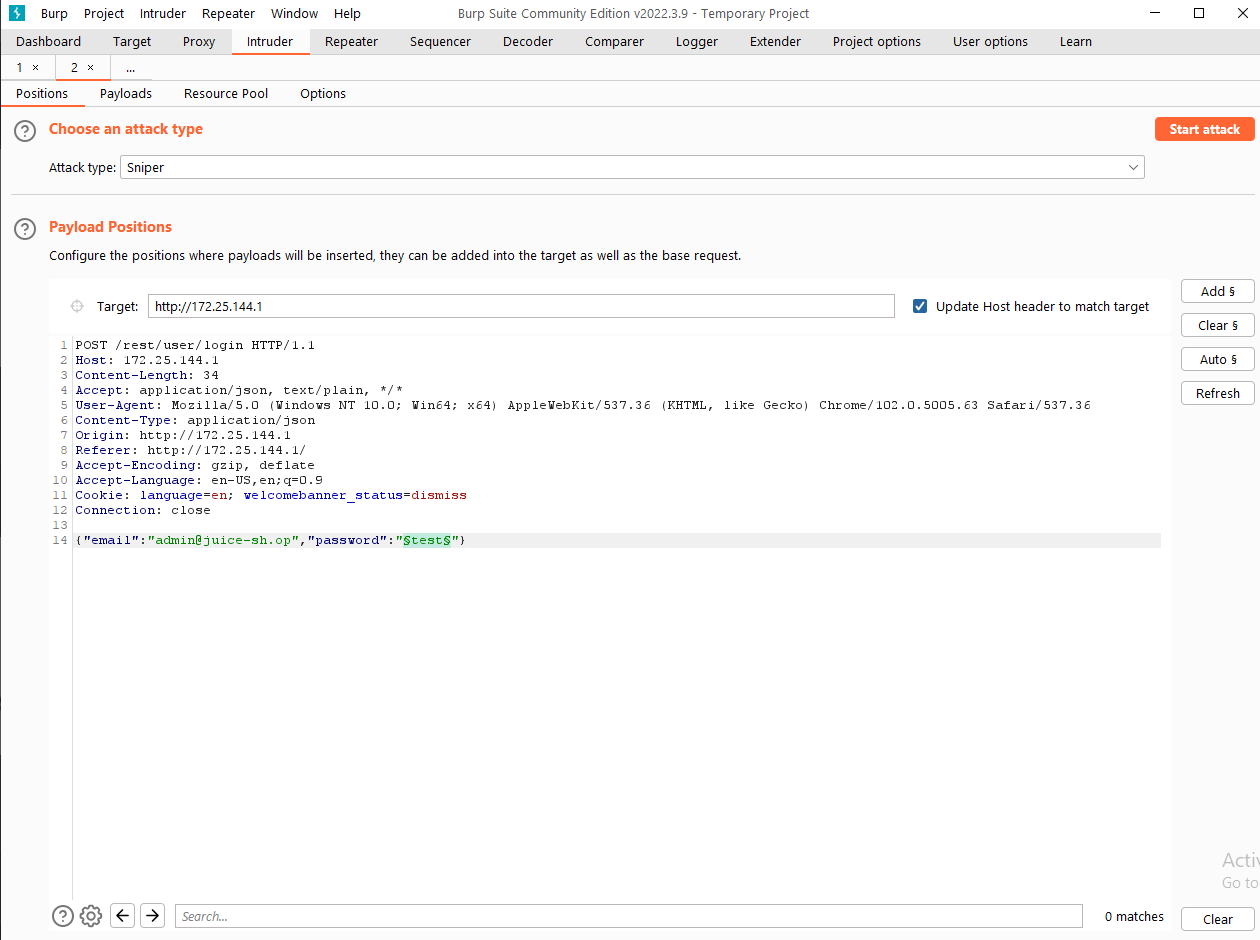 Burp Project Intruder Repeater Window Help Burp Suite Community Edition v2022.3.9 - Temporary Project
Dashboard Target Proxy Intruder Repeater Sequencer Decoder Comparer Logger Extender Project options User options Learn
1 × 2 × ...
Positions Payloads Resource Pool Options
? Choose an attack type Start attack
Attack type: Sniper
? Payload Positions
Configure the positions where payloads will be inserted, they can be added into the target as well as the base request.
Target: http://172.25.144.1 Update Host header to match target
Add §
Clear §
Auto §
Refresh
1 POST /rest/user/login HTTP/1.1
2 Host: 172.25.144.1
3 Content-Length: 34
4 Accept: application/json, text/plain, */*
5 User-Agent: Mozilla/5.0 (Windows NT 10.0; Win64; x64) AppleWebKit/537.36 (KHTML, like Gecko) Chrome/102.0.5005.63 Safari/537.36
6 Content-Type: application/json
7 Origin: http://172.25.144.1
8 Referer: http://172.25.144.1/
9 Accept-Encoding: gzip, deflate
10 Accept-Language: en-US,en;q=0.9
11 Cookie: language=en; welcomebanner_status=dismiss
12 Connection: close
13
14 {"email":"admin@juice-sh.op","password":"§test§"}
Activ
Go to
? Search... 0 matches Clear